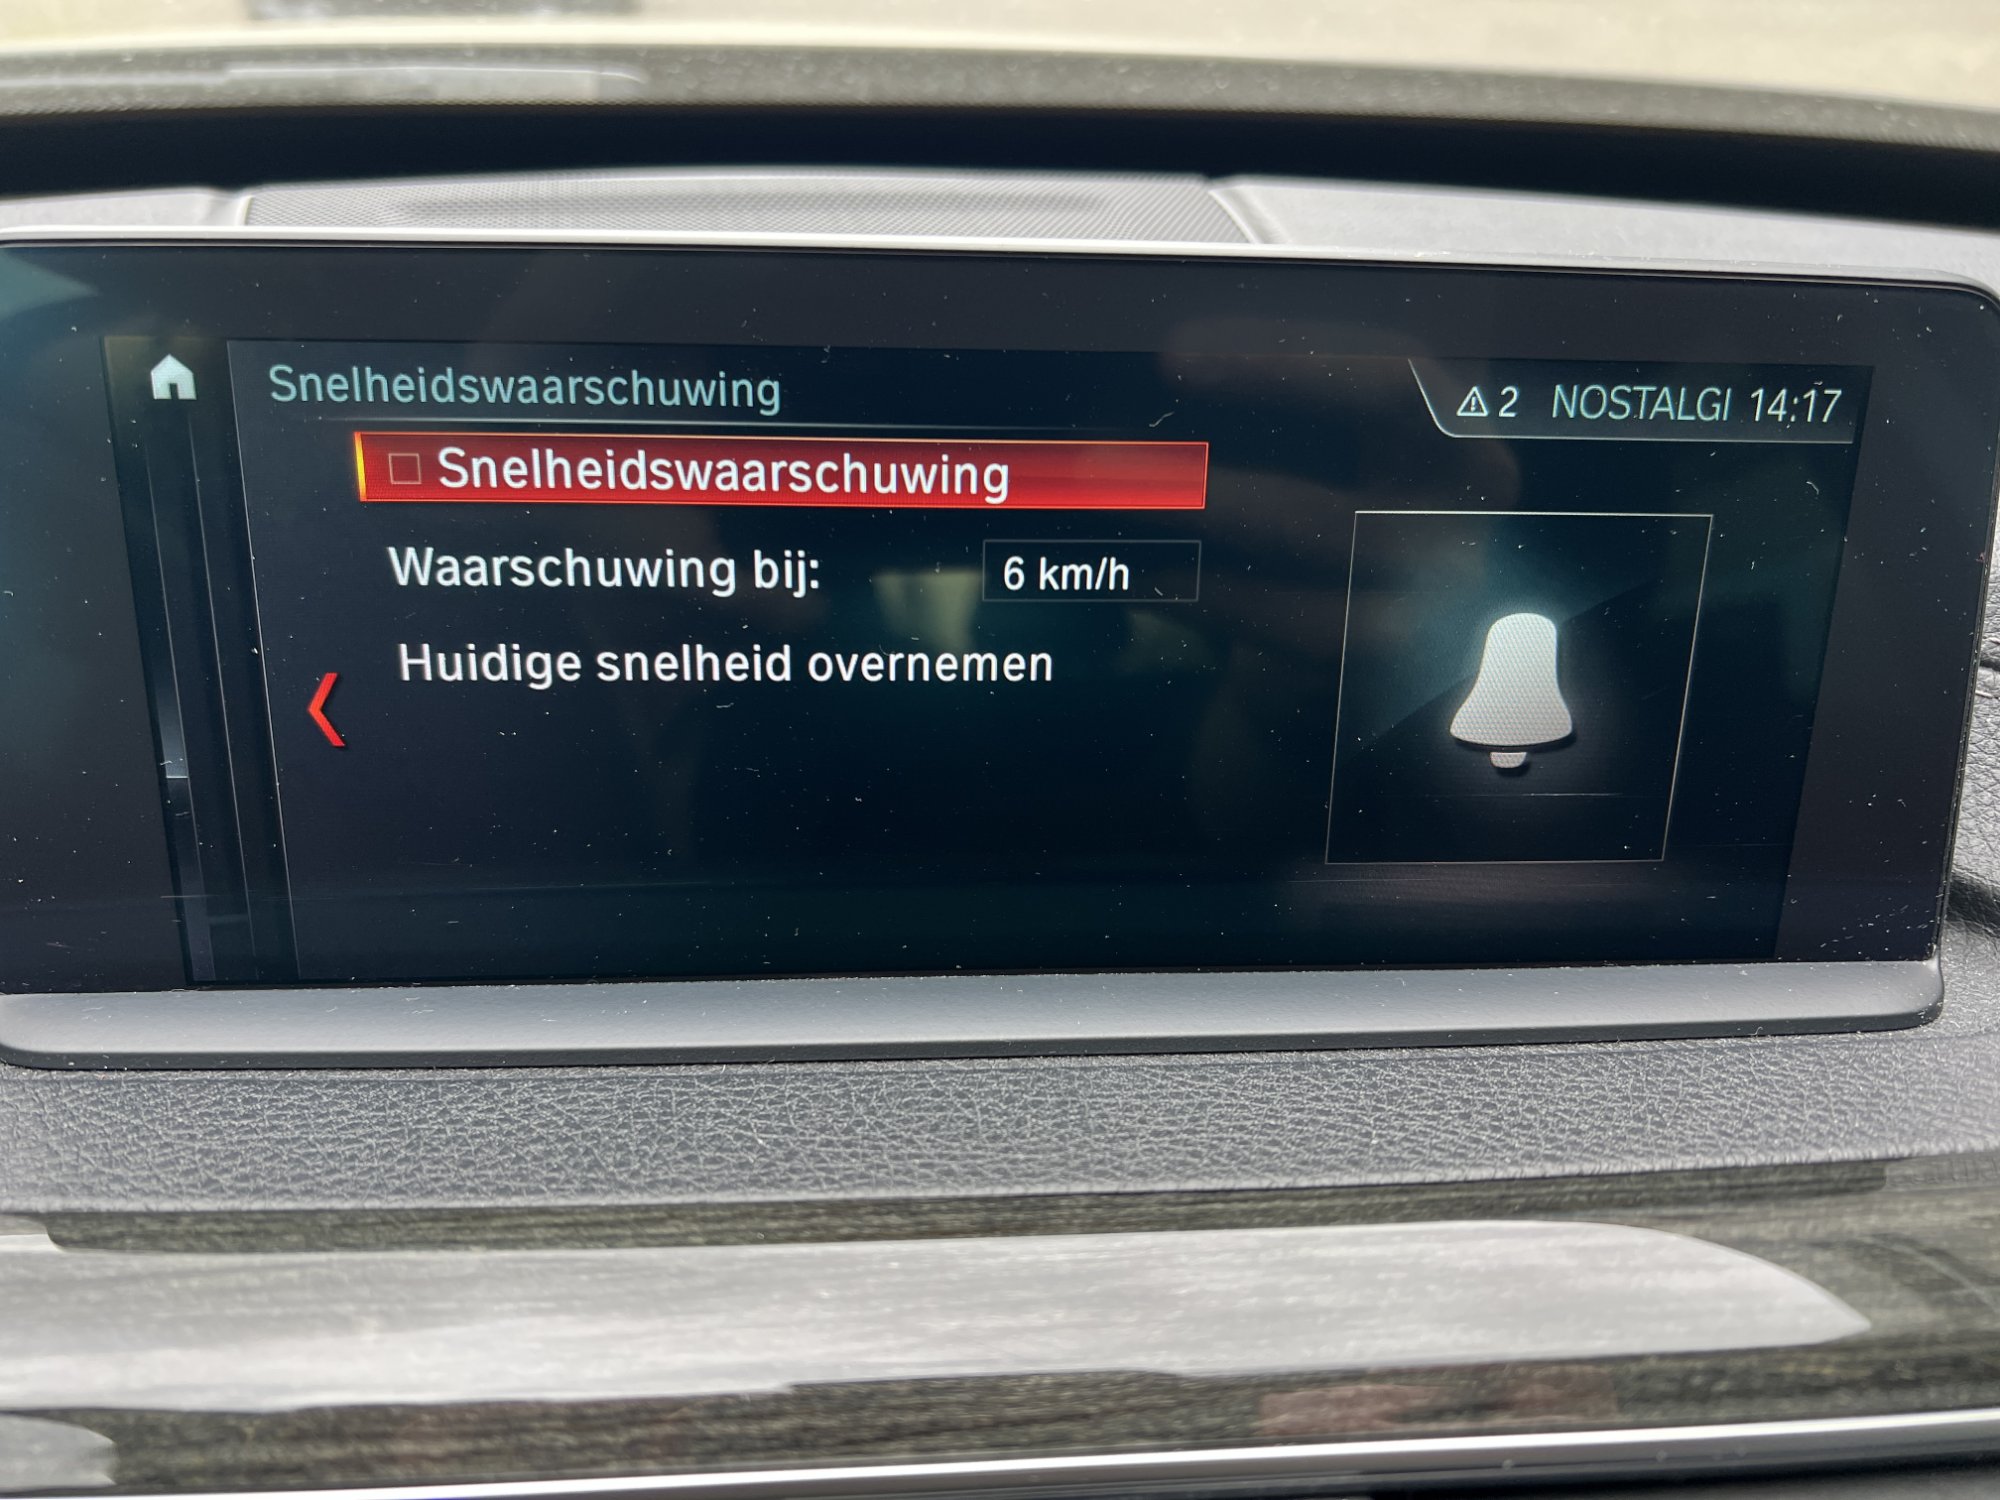 Snelheidswaarschuwing
2 NOSTALGI 14:17
Snelheidswaarschuwing
Waarschuwing bij: 6 km/h
Huidige snelheid overnemen